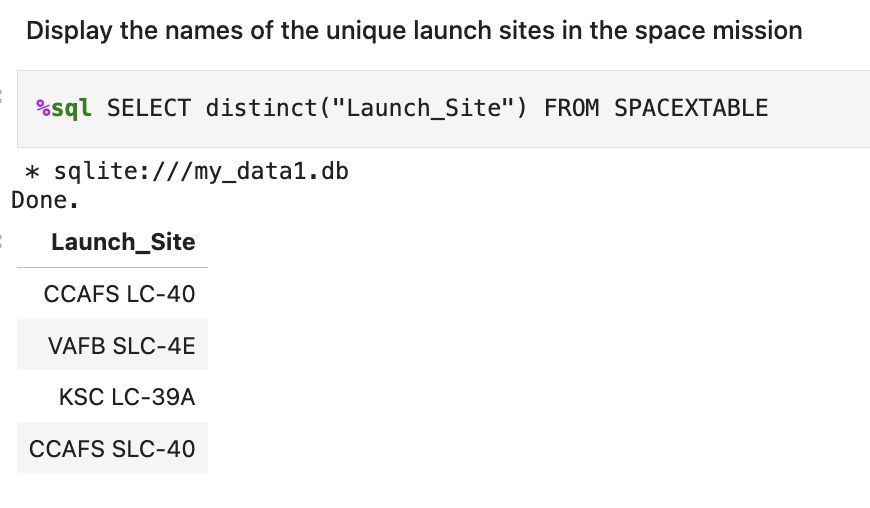 Display the names of the unique launch sites in the space mission
%sql SELECT distinct("Launch_Site") FROM SPACEXTABLE
* sqlite:///my_data1.db
Done.
Launch_Site
CCAFS LC-40
VAFB SLC-4E
KSC LC-39A
CCAFS SLC-40